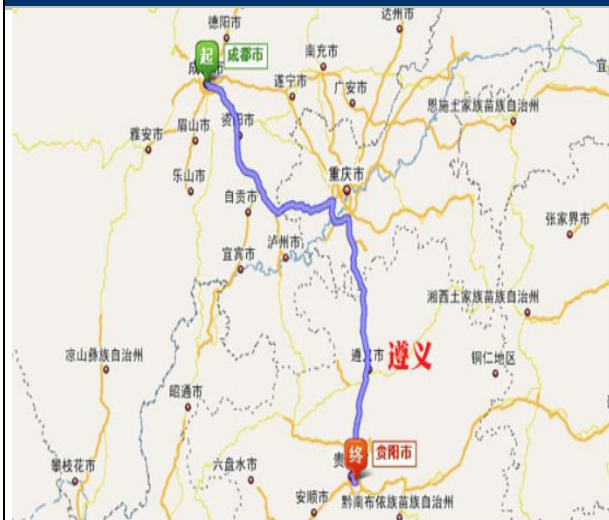 达州市
德阳市
起
成都市
成
市
南充市
遂宁市
广安市
宜
恩施土家族苗族自治州
眉山市
资阳市
雅安市
乐山市
重庆市
自贡市
张家界市
泸州市
宜宾市
湘西土家族苗族自治州
凉山彝族自治州
遵义市
遵义
铜仁地区
昭通市
终
贵阳市
贵
攀枝花市
六盘水市
安顺市
黔南布依族苗族自治州